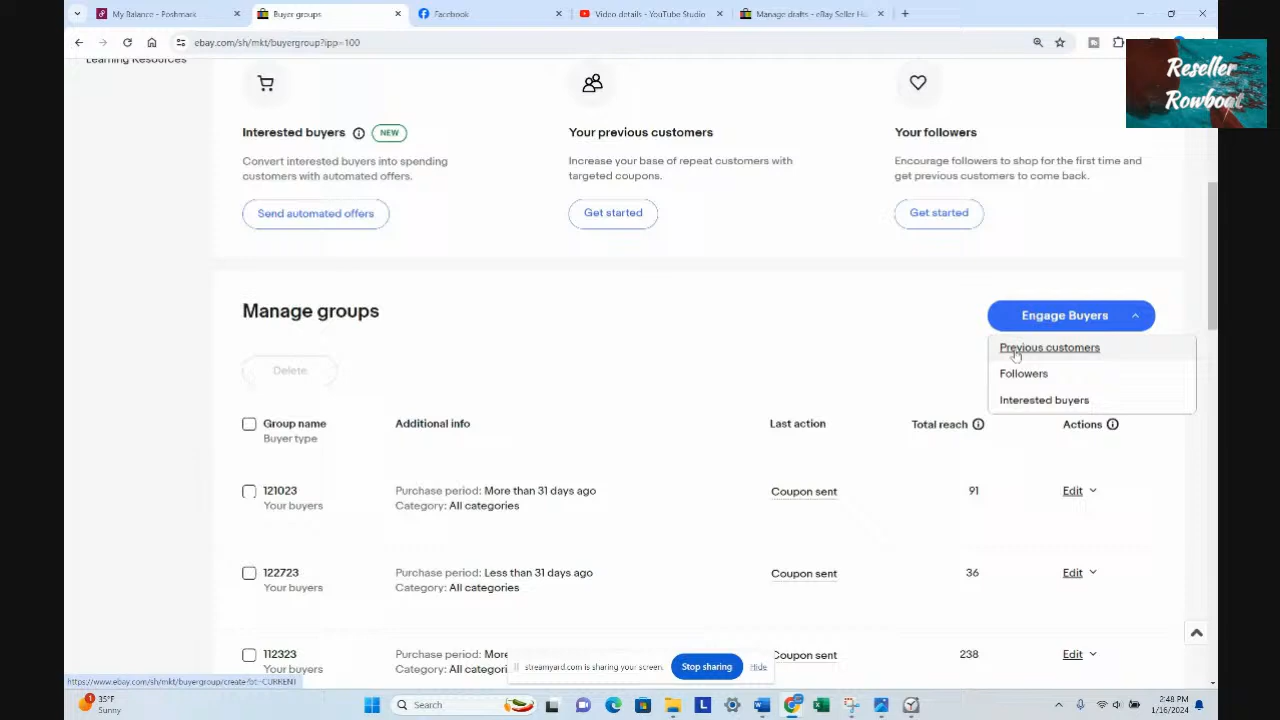 My Balance - Poshmark
Buyer groups
Facebook
Video details - YouTube Studio
Manage drafts - eBay Seller Hu
ebay.com/sh/mkt/buyergroup?ipp=100
Reseller
Rowboat
Learning Resources
Interested buyers NEW
Your previous customers
Your followers
Convert interested buyers into spending
customers with automated offers.
Increase your base of repeat customers with
targeted coupons.
Encourage followers to shop for the first time and
get previous customers to come back.
Send automated offers
Get started
Get started
Manage groups
Engage Buyers
Previous customers
Followers
Interested buyers
Delete
Group name
Buyer type
Additional info
Last action
Total reach
Actions
121023
Your buyers
Purchase period: More than 31 days ago
Category: All categories
Coupon sent
91
Edit
122723
Your buyers
Purchase period: Less than 31 days ago
Category: All categories
Coupon sent
36
Edit
112323
Your buyers
Purchase period: More
Category: All categories
Coupon sent
238
Edit
streamyard.com is sharing your screen.
Stop sharing
Hide
https://www.ebay.com/sh/mkt/buyergroup/create?bt=CURRENT
1
35°F
Sunny
Search
2:48 PM
1/16/2024